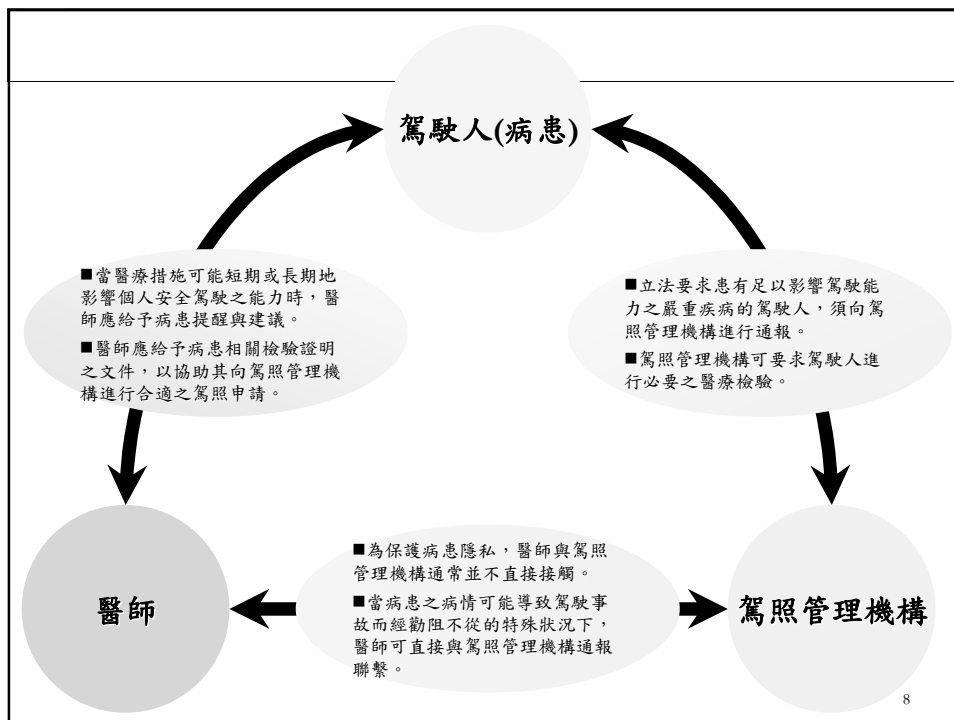 駕駛人(病患)
■當醫療措施可能短期或長期地
影響個人安全駕駛之能力時，醫
師應給予病患提醒與建議。
■醫師應給予病患相關檢驗證明
之文件，以協助其向駕照管理機
構進行合適之駕照申請。
■立法要求患有足以影響駕駛能
力之嚴重疾病的駕駛人，須向駕
照管理機構進行通報。
■駕照管理機構可要求駕駛人進
行必要之醫療檢驗。
醫師
■為保護病患隱私，醫師與駕照
管理機構通常並不直接接觸。
■當病患之病情可能導致駕駛事
故而經勸阻不從的特殊狀況下，
醫師可直接與駕照管理機構通報
聯繫。
駕照管理機構
8